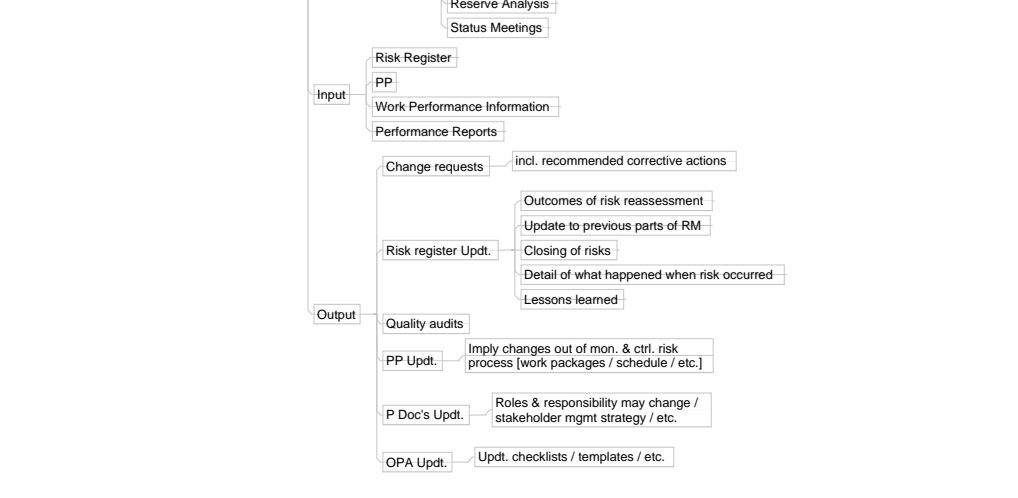 Reserve Analysis
Status Meetings
Risk Register
PP
Input
Work Performance Information
Performance Reports
Change requests
incl. recommended corrective actions
Outcomes of risk reassessment
Update to previous parts of RM
Risk register Updt.
Closing of risks
Detail of what happened when risk occurred
Lessons learned
Output
Quality audits
PP Updt.
Imply changes out of mon. & ctrl. risk
process [work packages / schedule / etc.]
P Doc's Updt.
Roles & responsibility may change /
stakeholder mgmt strategy / etc.
OPA Updt.
Updt. checklists / templates / etc.